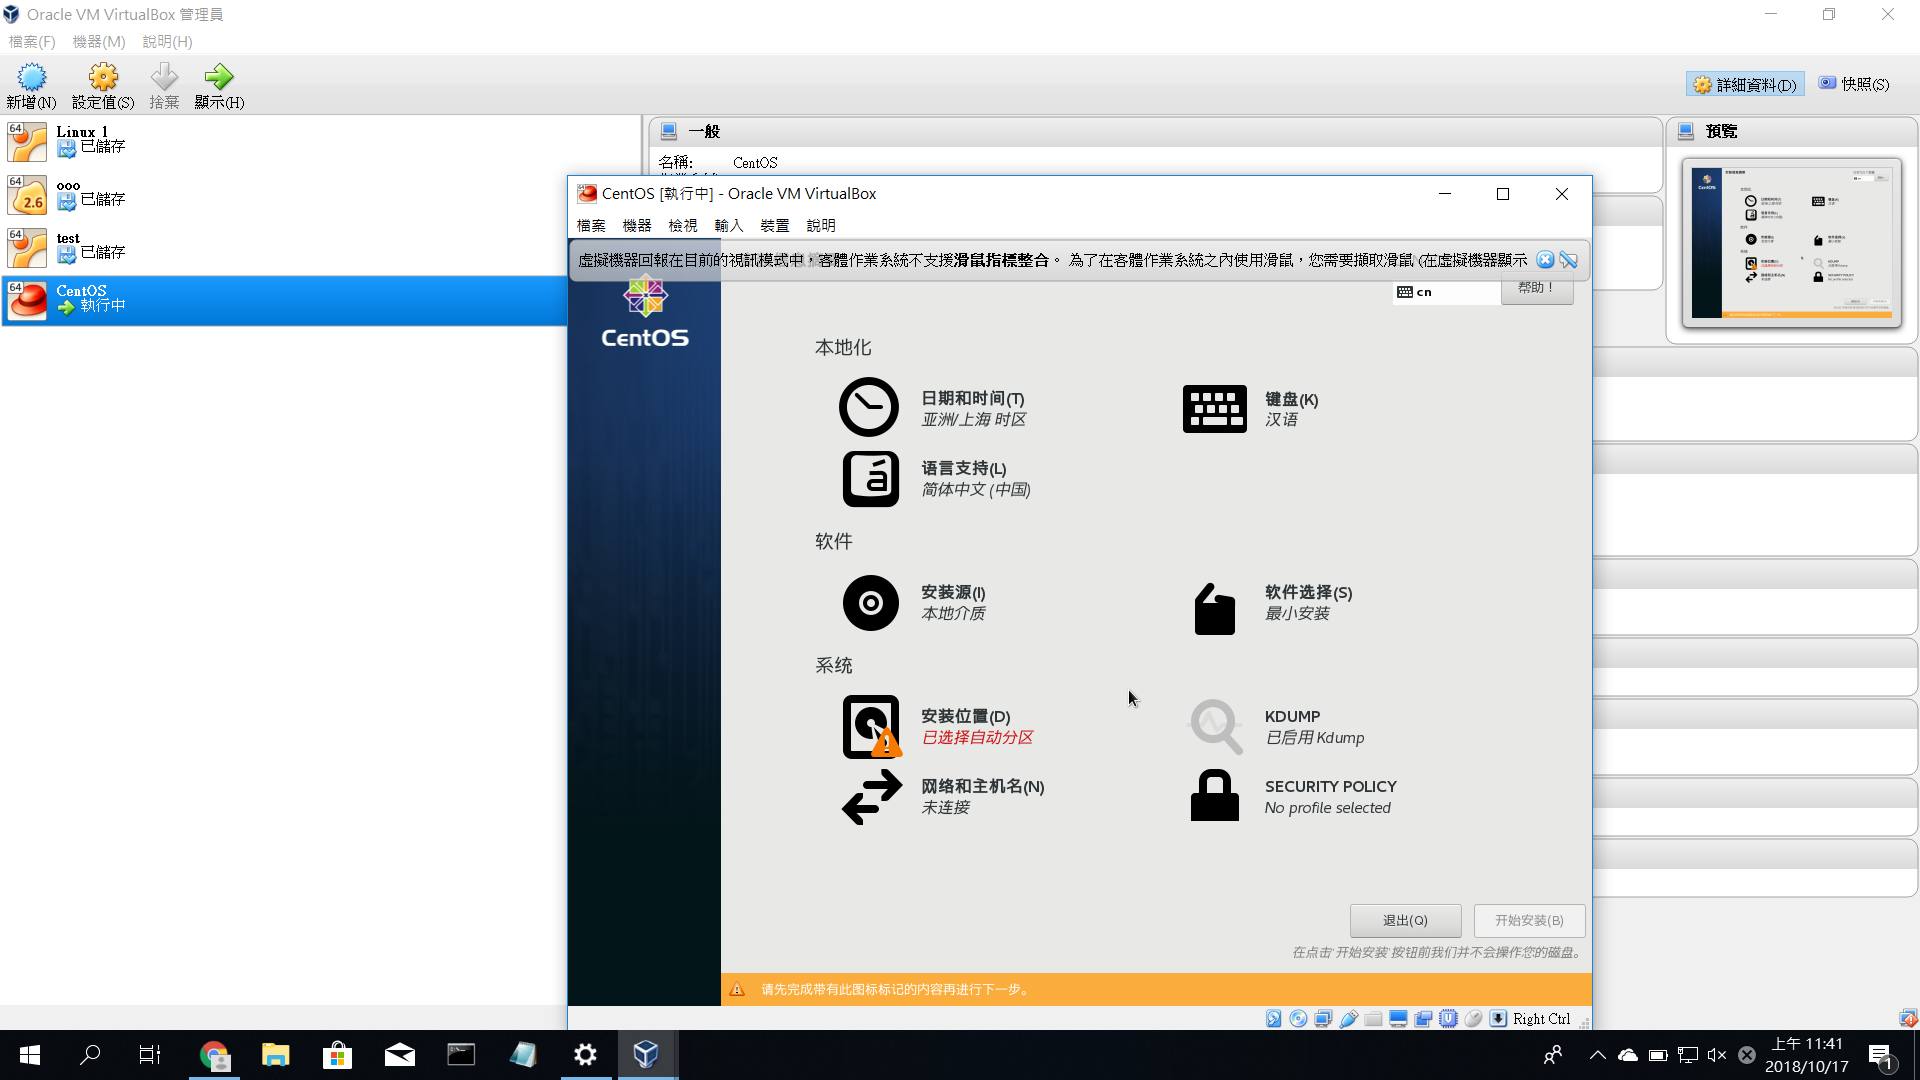 Oracle VM VirtualBox 管理員
檔案(F) 機器(M) 說明(H)
新增(N) 設定值(S) 捨棄 顯示(H)
詳細資料(D) 快照(S)
64 Linux 1
已儲存
64 ooo
2.6 已儲存
64 test
已儲存
64 CentOS
執行中
一般
名稱: CentOS
預覽
64 CentOS [執行中] - Oracle VM VirtualBox
檔案 機器 檢視 輸入 裝置 說明
虛擬機器回報在目前的視訊模式中，客體作業系統不支援滑鼠指標整合。 為了在客體作業系統之內使用滑鼠，您需要擷取滑鼠 (在虛擬機器顯示
CentOS
cn
帮助！
本地化
日期和时间(T)
亚洲/上海 时区
键盘(K)
汉语
语言支持(L)
简体中文 (中国)
软件
安装源(I)
本地介质
软件选择(S)
最小安装
系统
安装位置(D)
已选择自动分区
KDUMP
已启用 Kdump
网络和主机名(N)
未连接
SECURITY POLICY
No profile selected
退出(Q) 开始安装(B)
在点击'开始安装'按钮前我们并不会操作您的磁盘。
请先完成带有此图标标记的内容再进行下一步。
Right Ctrl
上午 11:41
2018/10/17
1